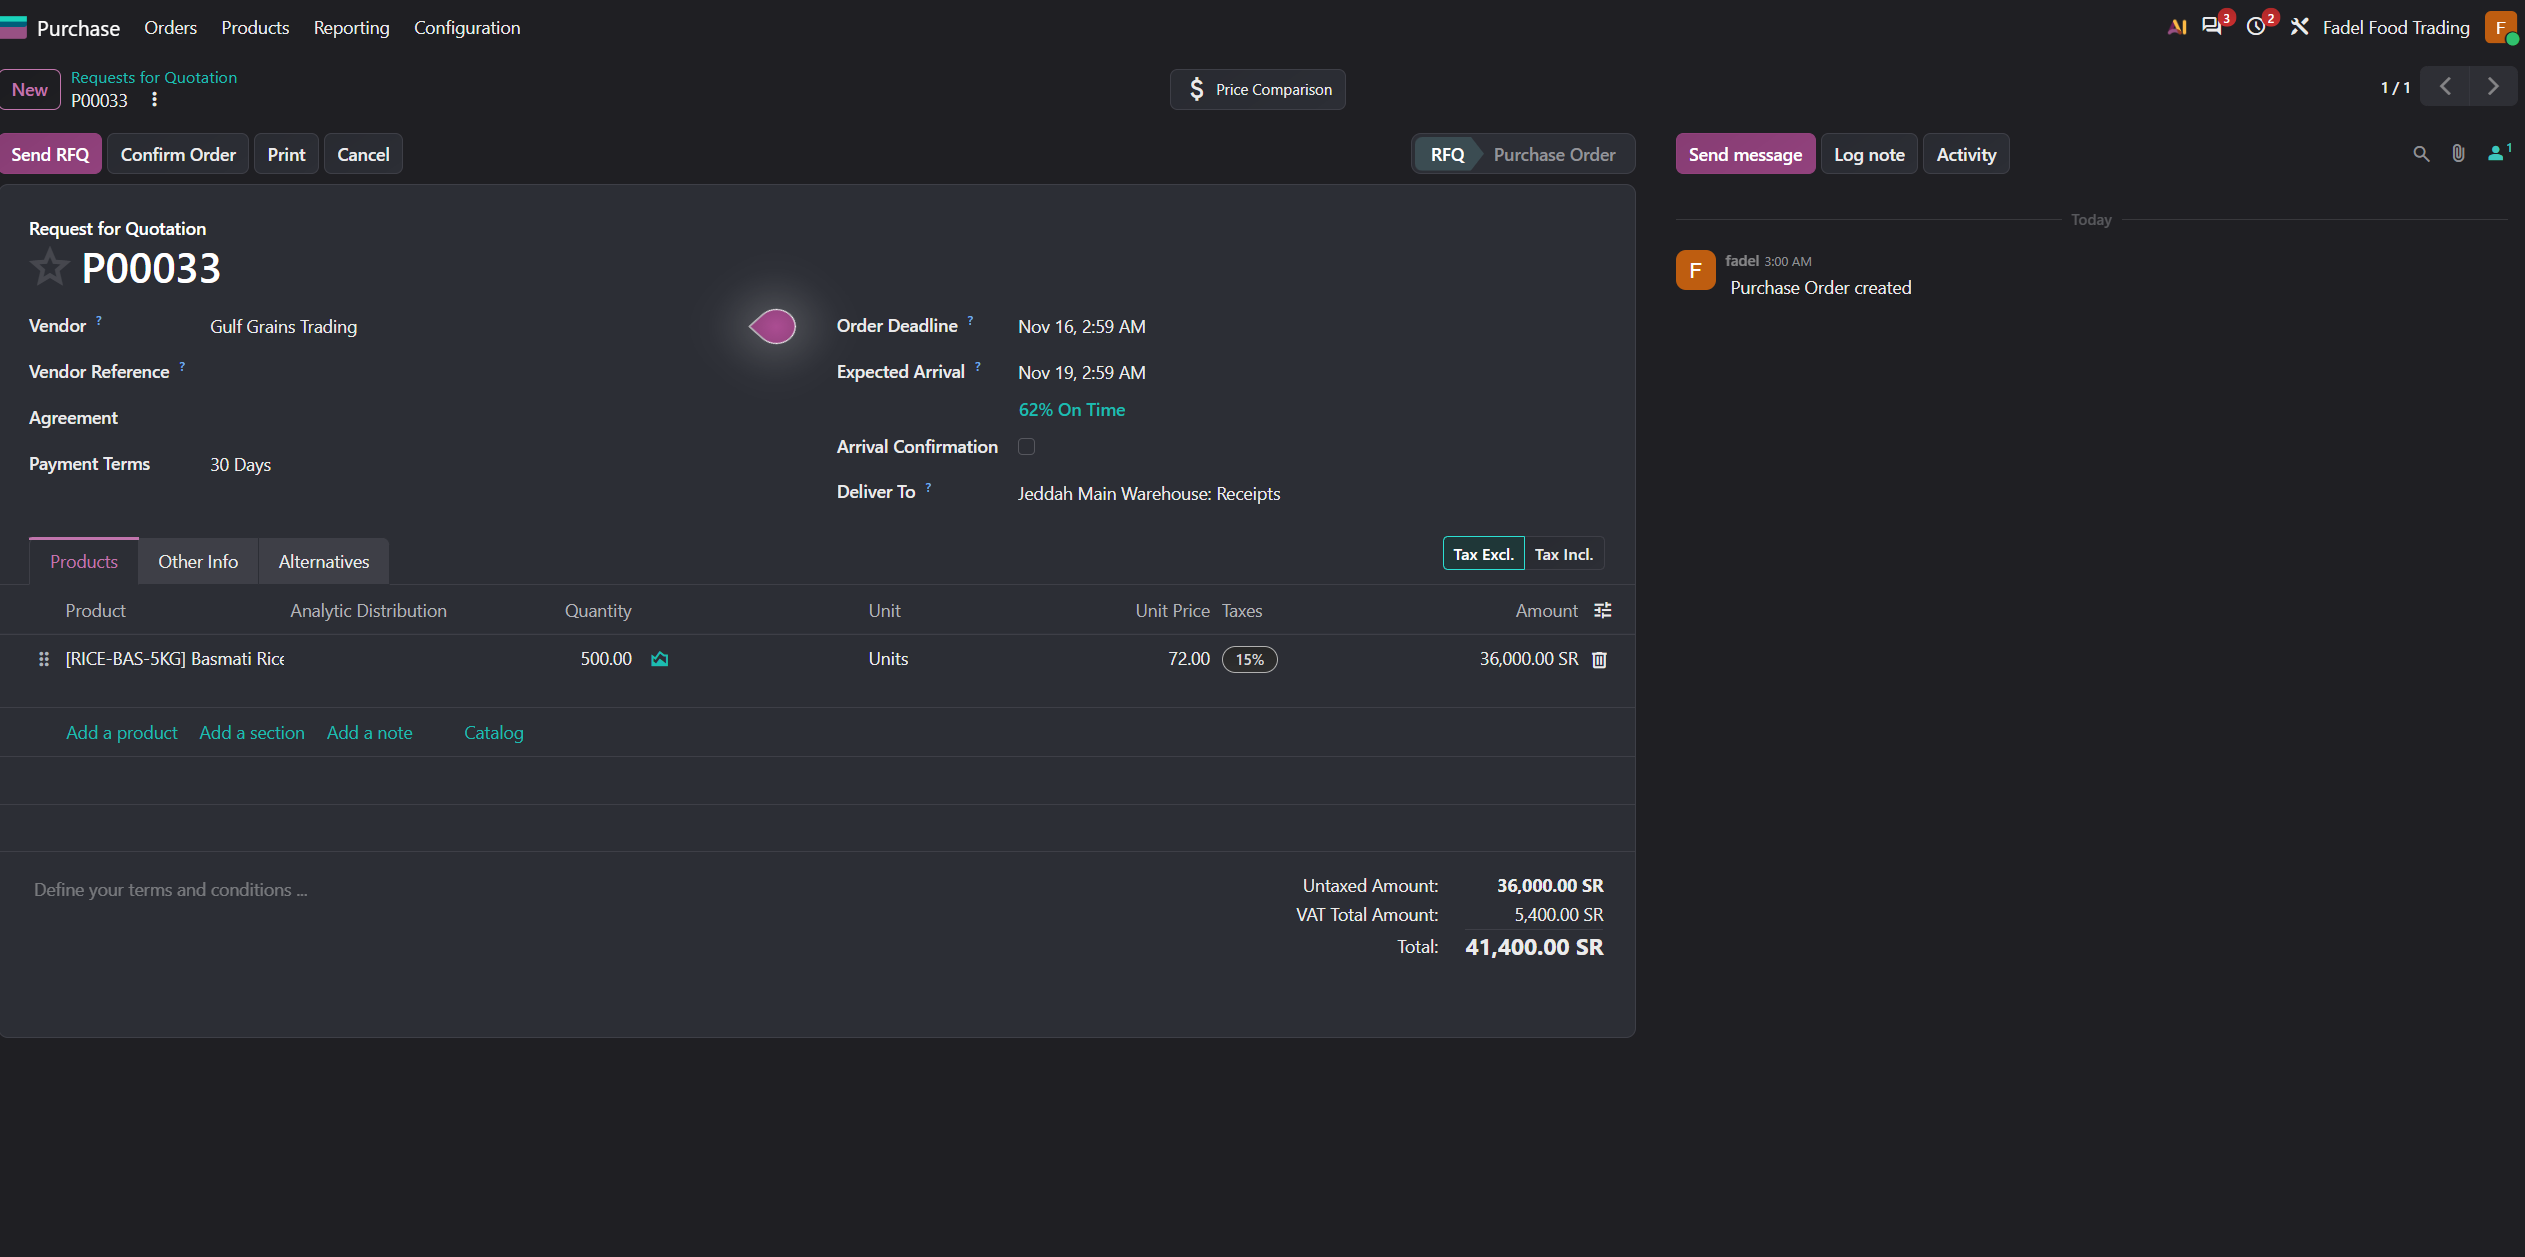 Purchase Orders Products Reporting Configuration
AI 3 2 Fadel Food Trading F
New Requests for Quotation
P00033
$ Price Comparison
1 / 1
Send RFQ Confirm Order Print Cancel
RFQ Purchase Order
Send message Log note Activity
1
Today
F fadel 3:00 AM
Purchase Order created
Request for Quotation
P00033
Vendor ? Gulf Grains Trading
Vendor Reference ?
Agreement
Payment Terms 30 Days
Order Deadline ? Nov 16, 2:59 AM
Expected Arrival ? Nov 19, 2:59 AM
62% On Time
Arrival Confirmation
Deliver To ? Jeddah Main Warehouse: Receipts
Products Other Info Alternatives
Tax Excl. Tax Incl.
Product Analytic Distribution Quantity Unit Unit Price Taxes Amount
[RICE-BAS-5KG] Basmati Rice 500.00 Units 72.00 15% 36,000.00 SR
Add a product Add a section Add a note Catalog
Define your terms and conditions ...
Untaxed Amount: 36,000.00 SR
VAT Total Amount: 5,400.00 SR
Total: 41,400.00 SR